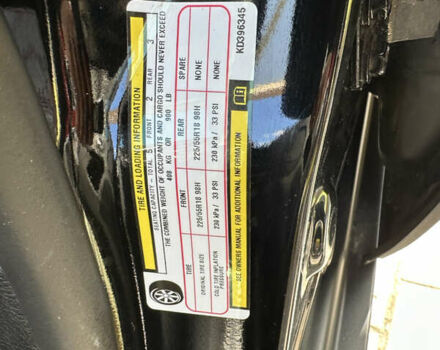 TIRE AND LOADING INFORMATION
SEATING CAPACITY - TOTAL 5 FRONT 2 REAR 3
THE COMBINED WEIGHT OF OCCUPANTS AND CARGO SHOULD NEVER EXCEED
408 KG OR 900 LB
TIRE FRONT REAR SPARE
ORIGINAL TIRE SIZE 225/55R18 98H 225/55R18 98H NONE
COLD TIRE INFLATION PRESSURE 230 kPa / 33 PSI 230 kPa / 33 PSI NONE
SEE OWNERS MANUAL FOR ADDITIONAL INFORMATION
KD396345